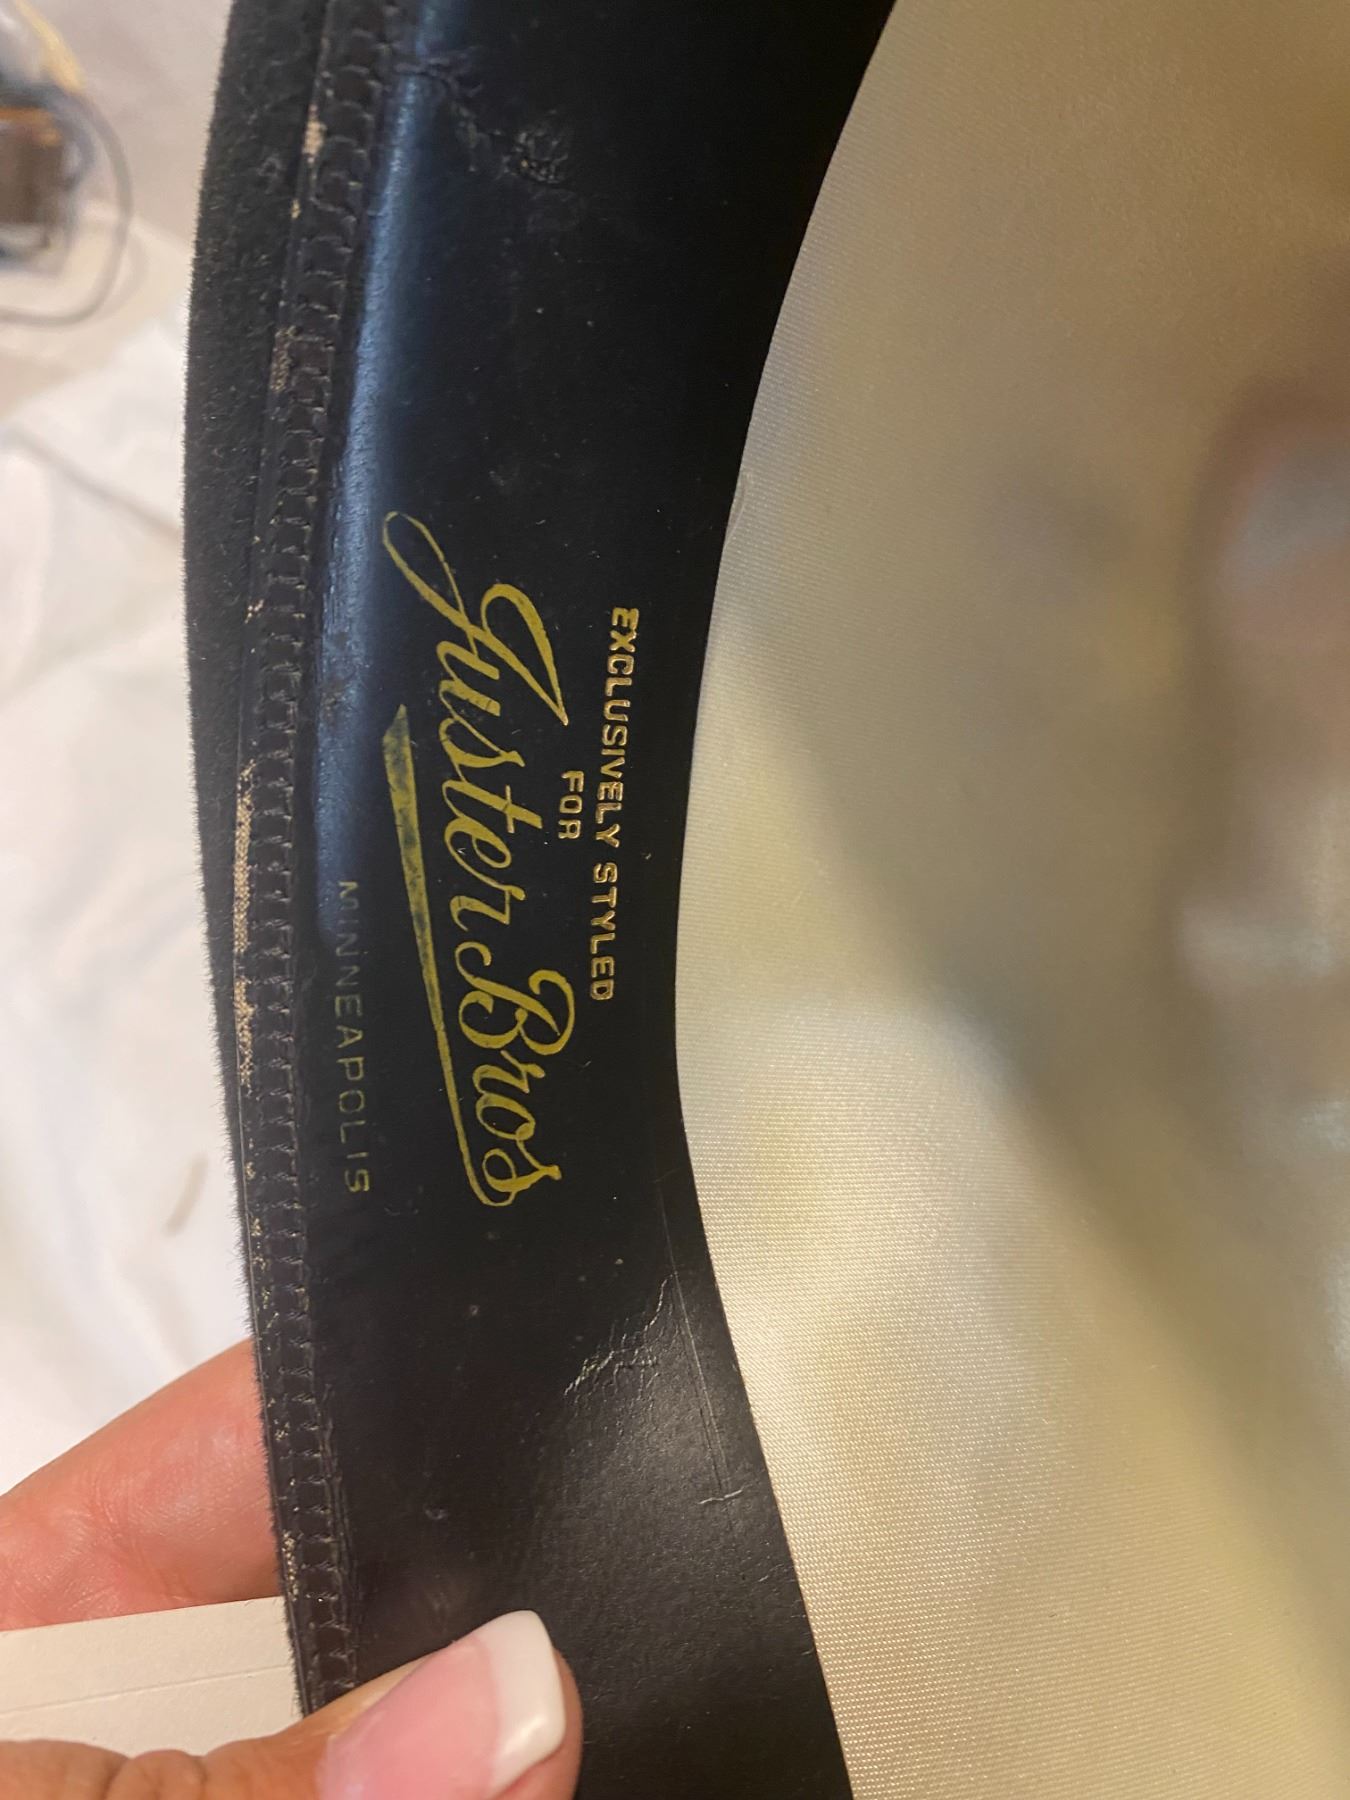 EXCLUSIVELY STYLED
FOR
Juster Bros
MINNEAPOLIS